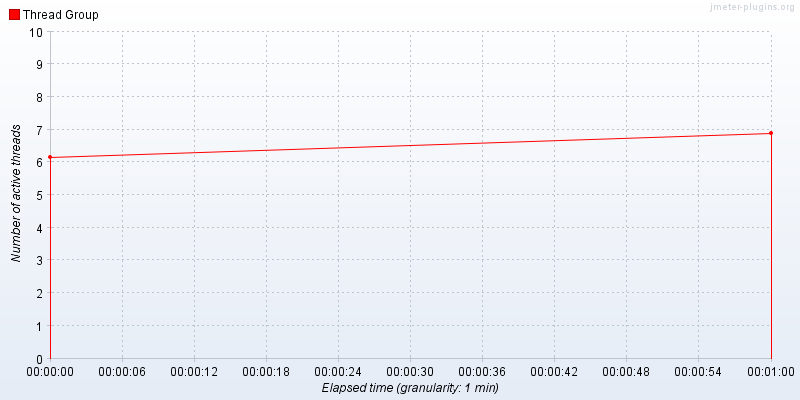 jmeter-plugins.org
Thread Group
10
9
8
7
6
5
4
3
2
1
0
Number of active threads
00:00:00 00:00:06 00:00:12 00:00:18 00:00:24 00:00:30 00:00:36 00:00:42 00:00:48 00:00:54 00:01:00
Elapsed time (granularity: 1 min)